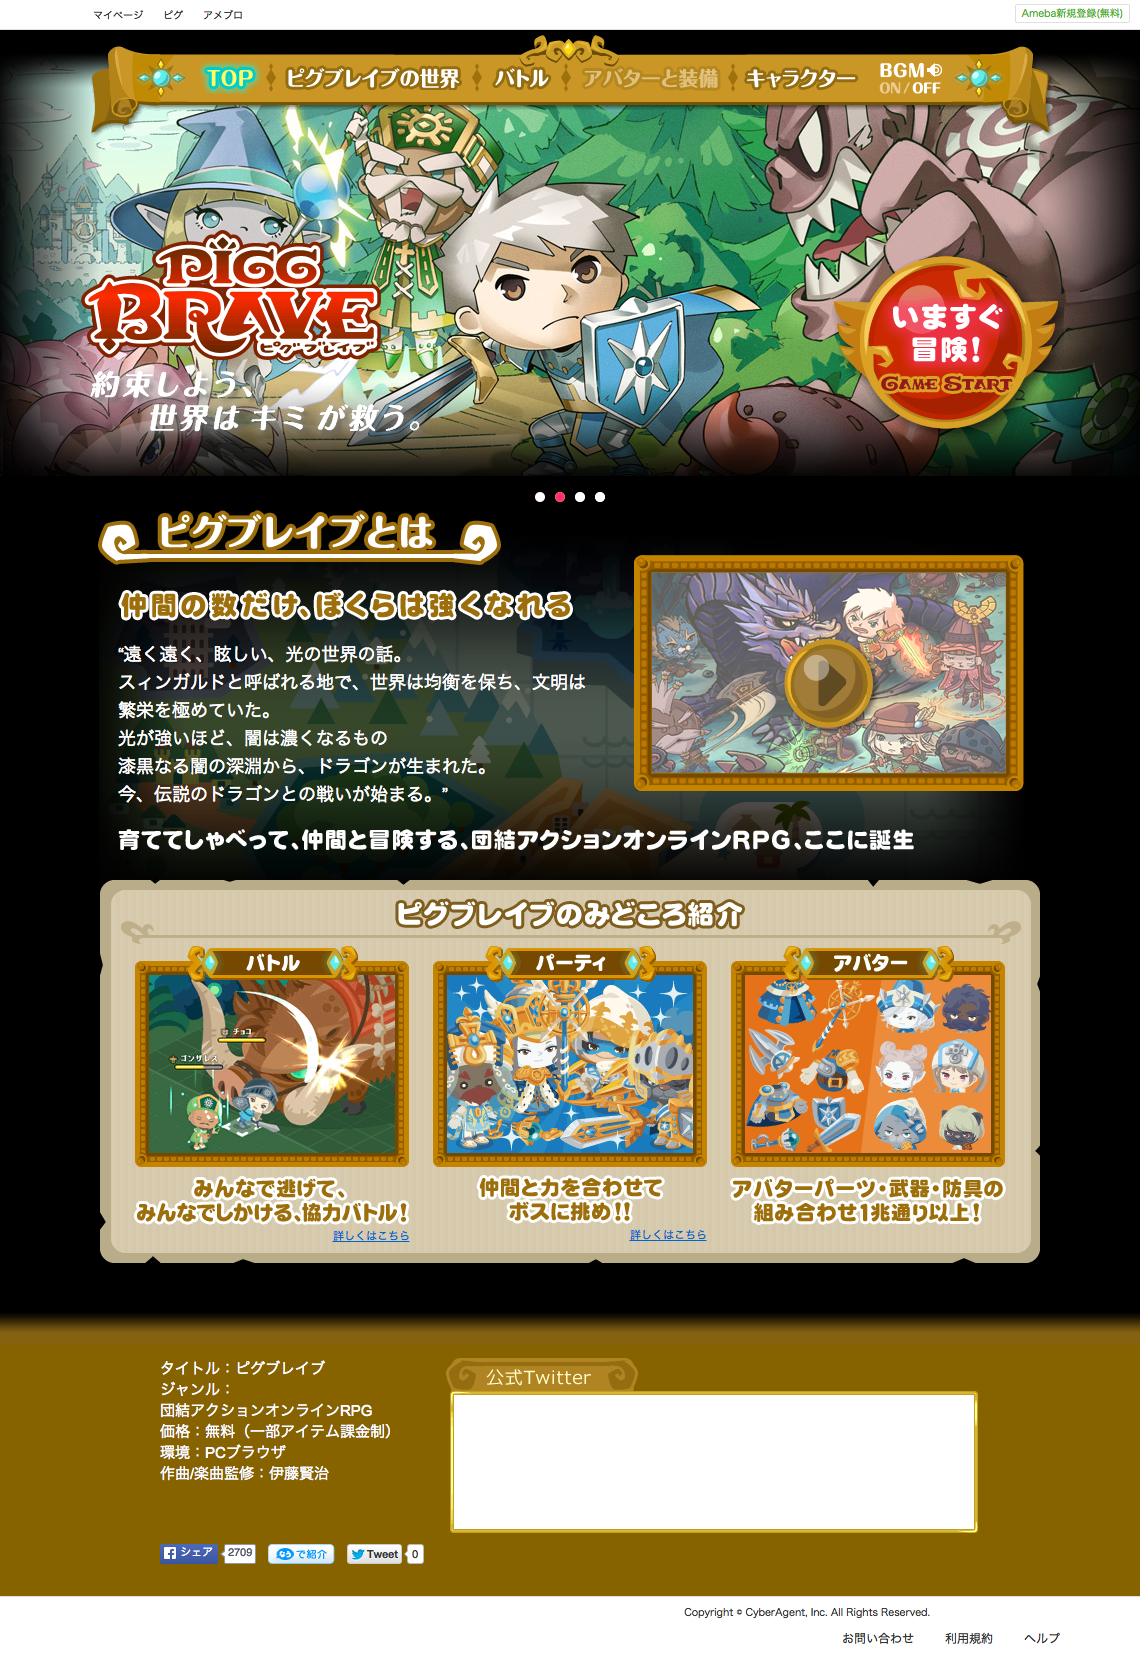 マイページ ピグ アメブロ Ameba新規登録(無料)
TOP ピグブレイブの世界 バトル アバターと装備 キャラクター BGM
ON / OFF
PIGG
BRAVE
ピグブレイブ
約束しよう、
世界は キミ が救う。
いますぐ
冒険!
GAME START
ピグブレイブとは
仲間の数だけ、ぼくらは強くなれる
“遠く遠く、眩しい、光の世界の話。
スィンガルドと呼ばれる地で、世界は均衡を保ち、文明は
繁栄を極めていた。
光が強いほど、闇は濃くなるもの
漆黒なる闇の深淵から、ドラゴンが生まれた。
今、伝説のドラゴンとの戦いが始まる。”
育ててしゃべって、仲間と冒険する、団結アクションオンラインRPG、ここに誕生
ピグブレイブのみどころ紹介
バトル
チョコ
ゴンザレス
みんなで逃げて、
みんなでしかける、協力バトル!
詳しくはこちら
パーティ
仲間と力を合わせて
ボスに挑め!!
詳しくはこちら
アバター
アバターパーツ・武器・防具の
組み合わせ1兆通り以上!
タイトル：ピグブレイブ
ジャンル：
団結アクションオンラインRPG
価格：無料（一部アイテム課金制）
環境：PCブラウザ
作曲/楽曲監修：伊藤賢治
公式Twitter
シェア 2709 なうで紹介 Tweet 0
Copyright © CyberAgent, Inc. All Rights Reserved.
お問い合わせ 利用規約 ヘルプ